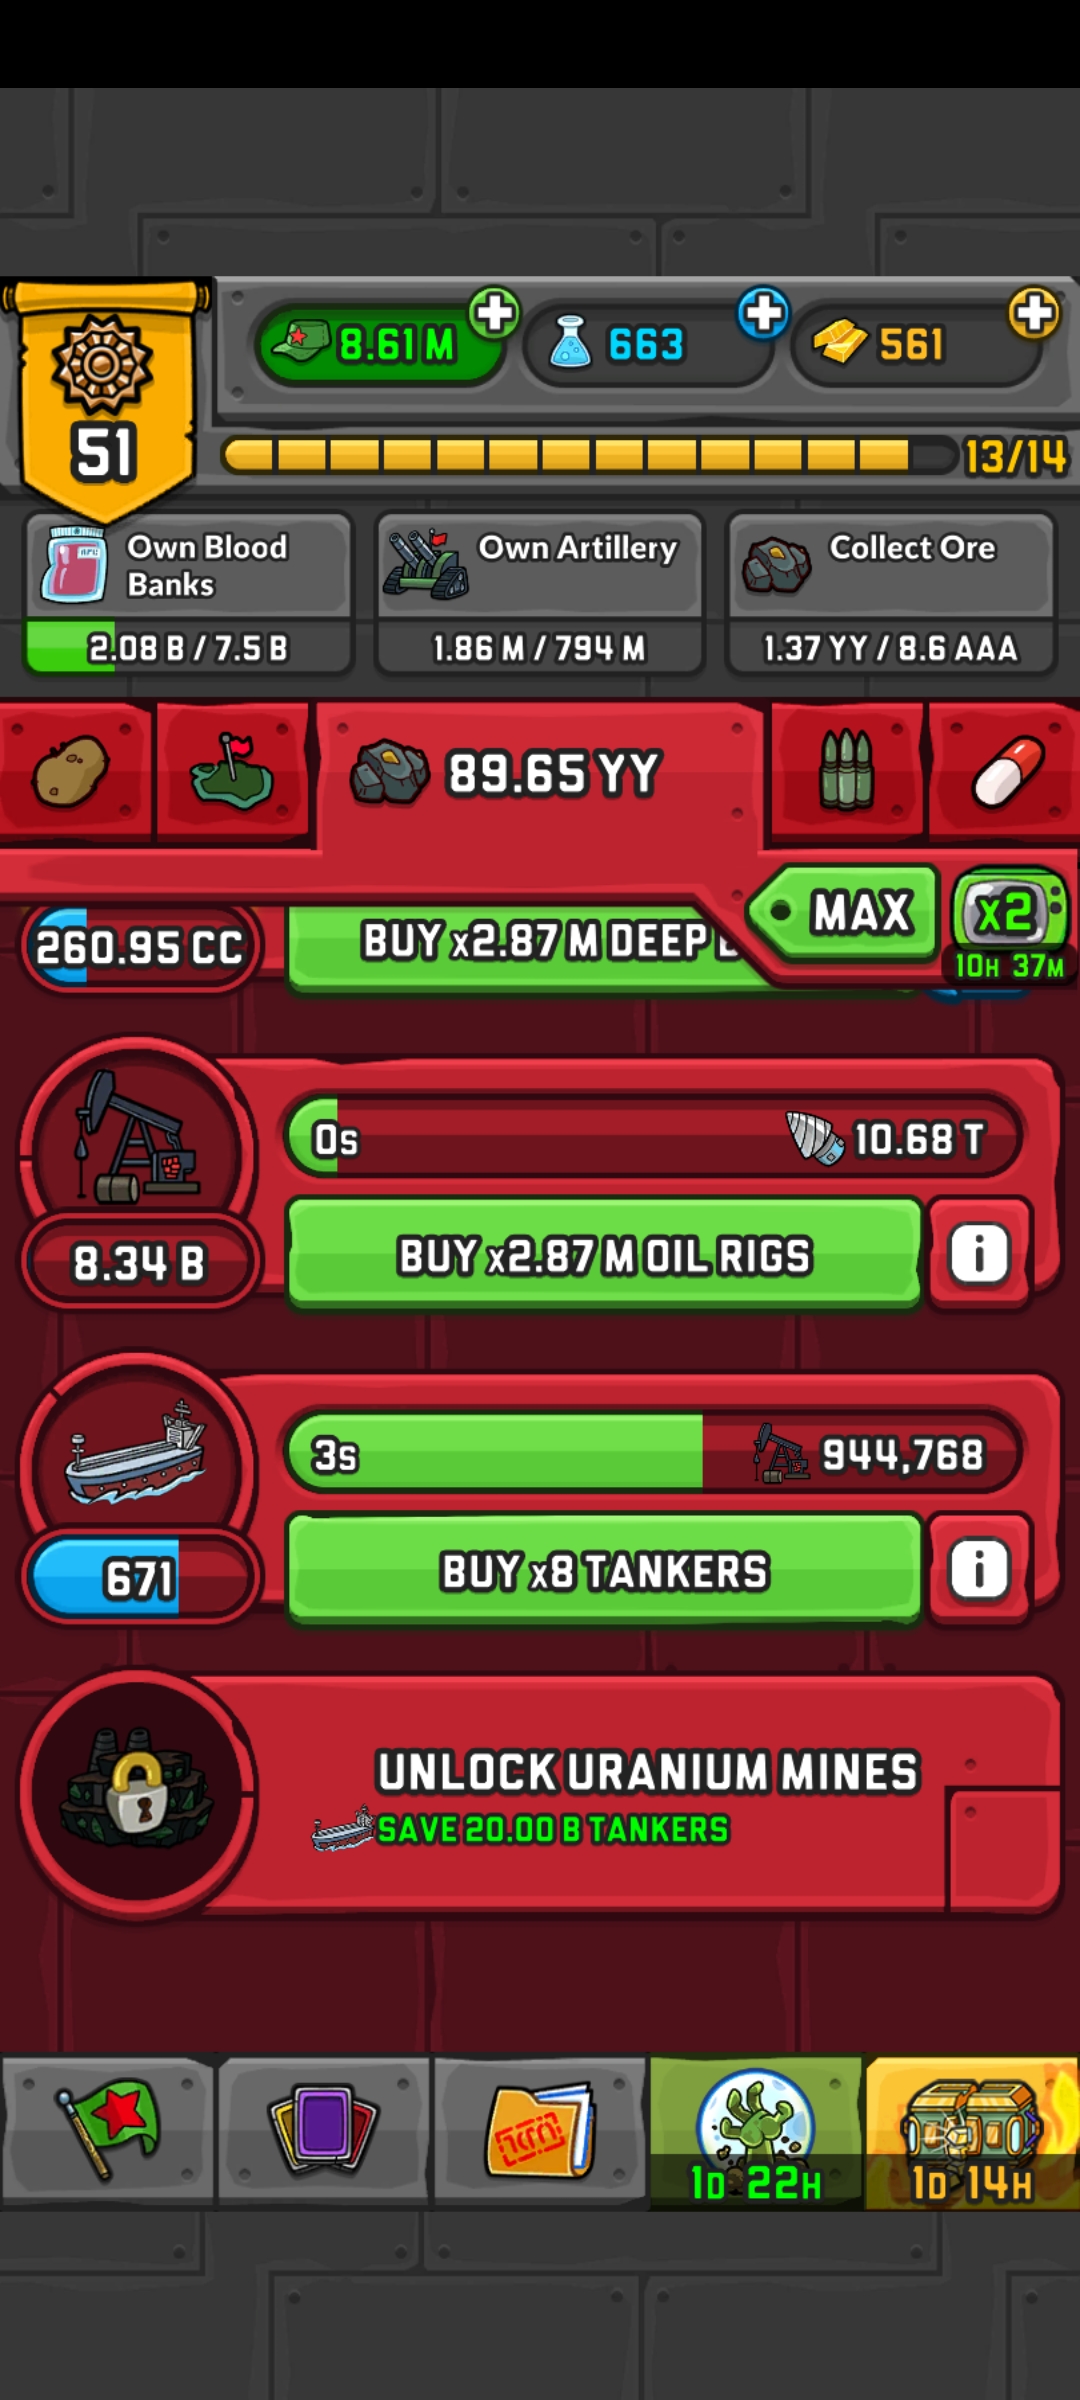 8.61 M
663
561
51
13/14
Own Blood
Banks
2.08 B / 7.5 B
Own Artillery
1.86 M / 794 M
Collect Ore
1.37 YY / 8.6 AAA
89.65 YY
MAX
x2
10H 37M
260.95 CC
BUY x2.87 M DEEP
0s
10.68 T
8.34 B
BUY x2.87 M OIL RIGS
i
3s
944,768
671
BUY x8 TANKERS
i
UNLOCK URANIUM MINES
SAVE 20.00 B TANKERS
1D 22H
1D 14H